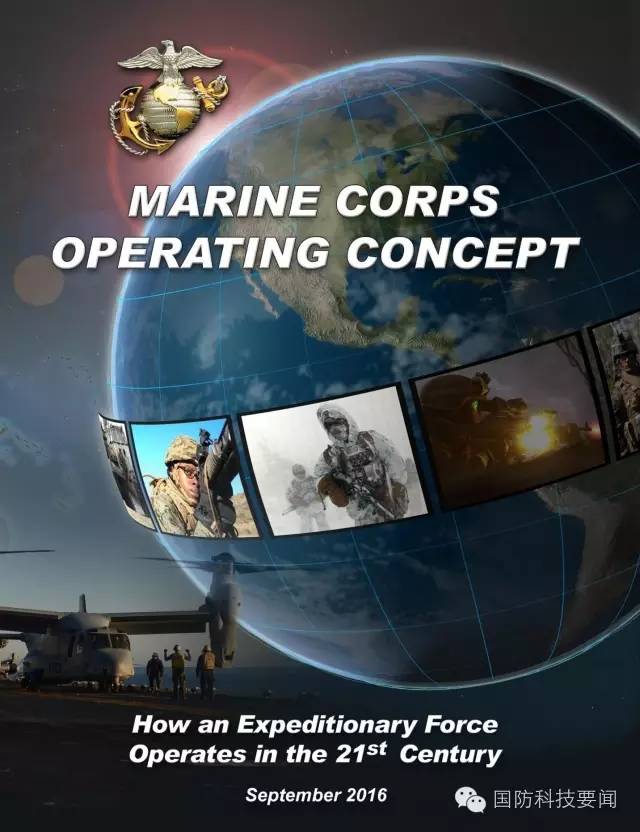 MARINE CORPS
OPERATING CONCEPT
How an Expeditionary Force
Operates in the 21st Century
September 2016
国防科技要闻